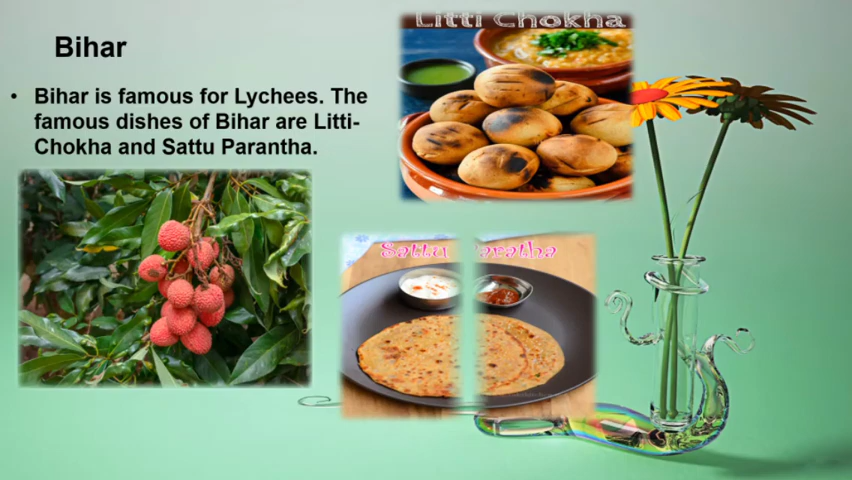 Bihar
• Bihar is famous for Lychees. The
famous dishes of Bihar are Litti-
Chokha and Sattu Parantha.
Litti Chokha
Sattu aratha